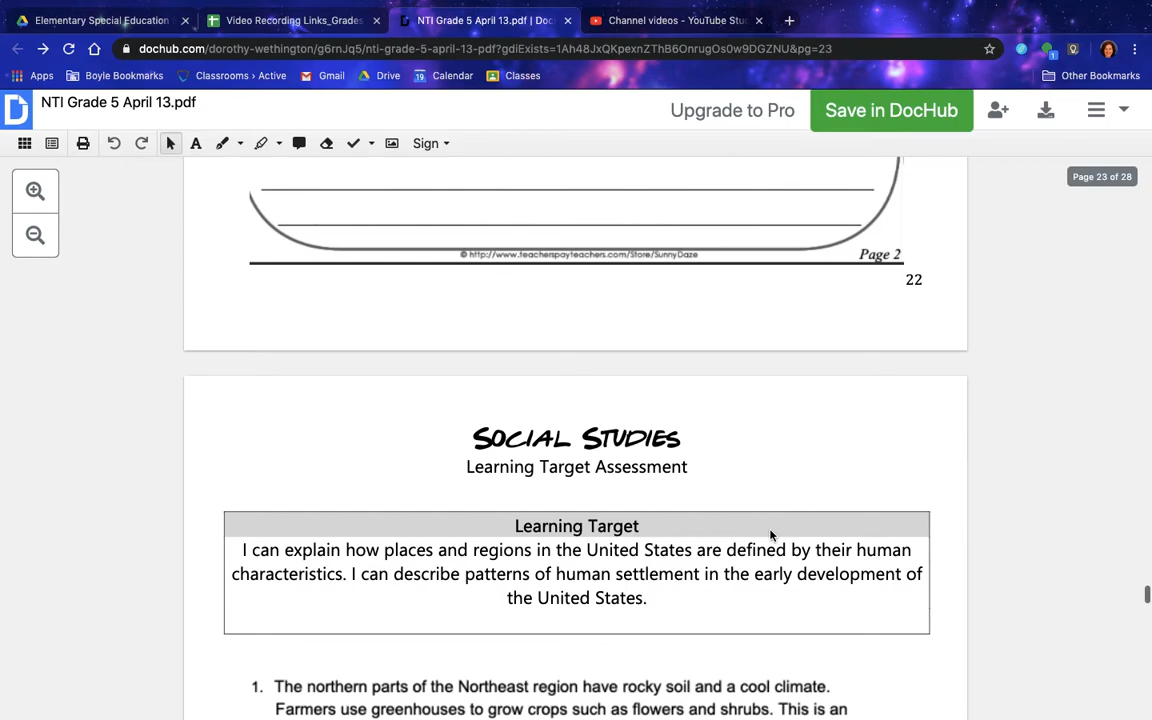 Elementary Special Education
Video Recording Links_Grades
NTI Grade 5 April 13.pdf | Doc
Channel videos - YouTube Stu
dochub.com/dorothy-wethington/g6rnJq5/nti-grade-5-april-13-pdf?gdiExists=1Ah48JxQKpexnZThB6OnrugOs0w9DGZNU&pg=23
Apps
Boyle Bookmarks
Classrooms > Active
Gmail
Drive
19 Calendar
Classes
Other Bookmarks
NTI Grade 5 April 13.pdf
Upgrade to Pro
Save in DocHub
A
Sign
Page 23 of 28
© http://www.teacherspayteachers.com/Store/SunnyDaze
Page 2
22
Social Studies
Learning Target Assessment
Learning Target
I can explain how places and regions in the United States are defined by their human
characteristics. I can describe patterns of human settlement in the early development of
the United States.
1. The northern parts of the Northeast region have rocky soil and a cool climate.
Farmers use greenhouses to grow crops such as flowers and shrubs. This is an